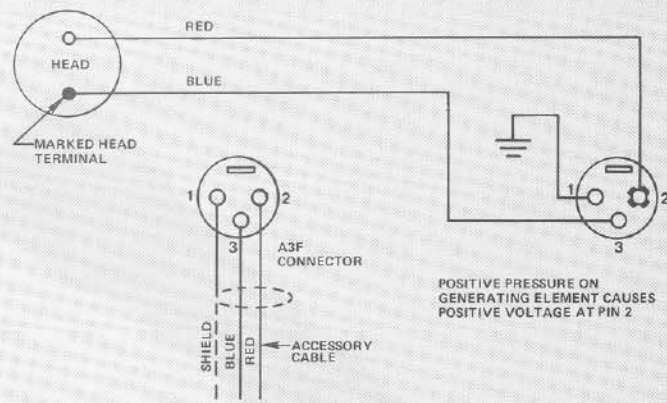 RED
HEAD
BLUE
MARKED HEAD
TERMINAL
1
2
3
A3F
CONNECTOR
1
2
3
POSITIVE PRESSURE ON
GENERATING ELEMENT CAUSES
POSITIVE VOLTAGE AT PIN 2
SHIELD
BLUE
RED
ACCESSORY
CABLE